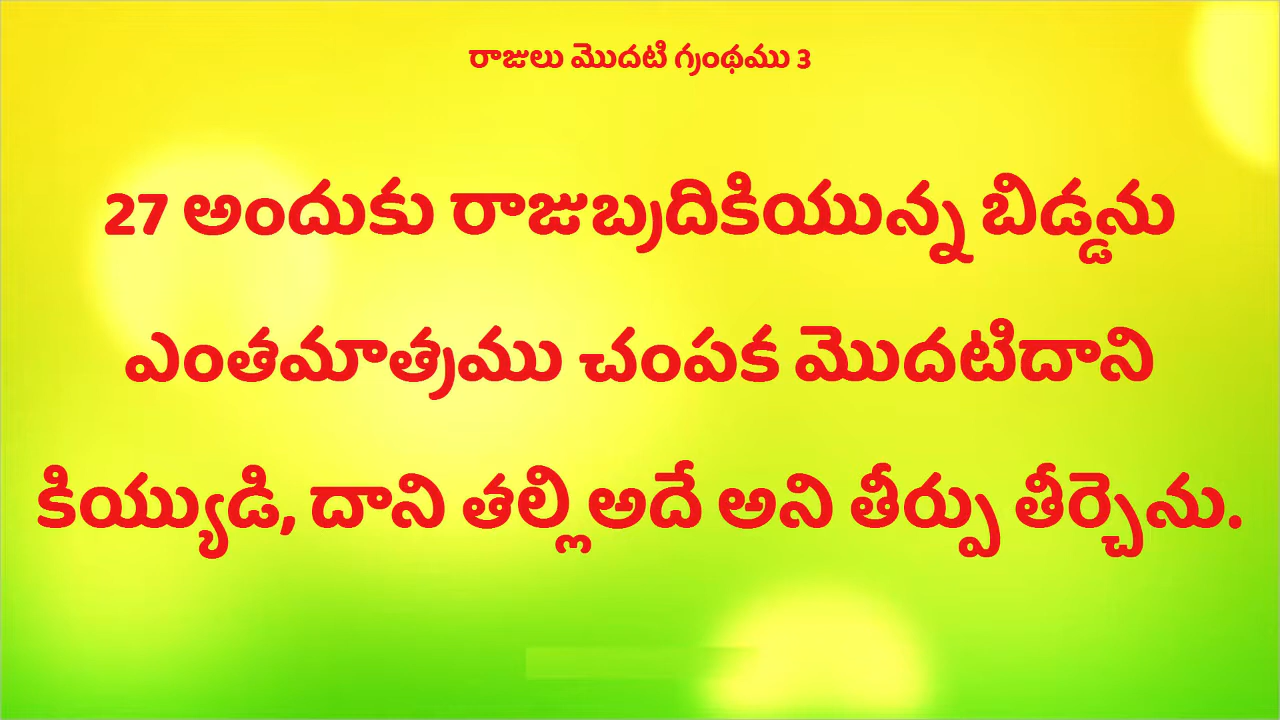 రాజులు మొదటి గ్రంథము 3
27 అందుకు రాజుబ్రదికియున్న బిడ్డను
ఎంతమాత్రము చంపక మొదటిదాని
కియ్యుడి, దాని తల్లి అదే అని తీర్పు తీర్చెను.